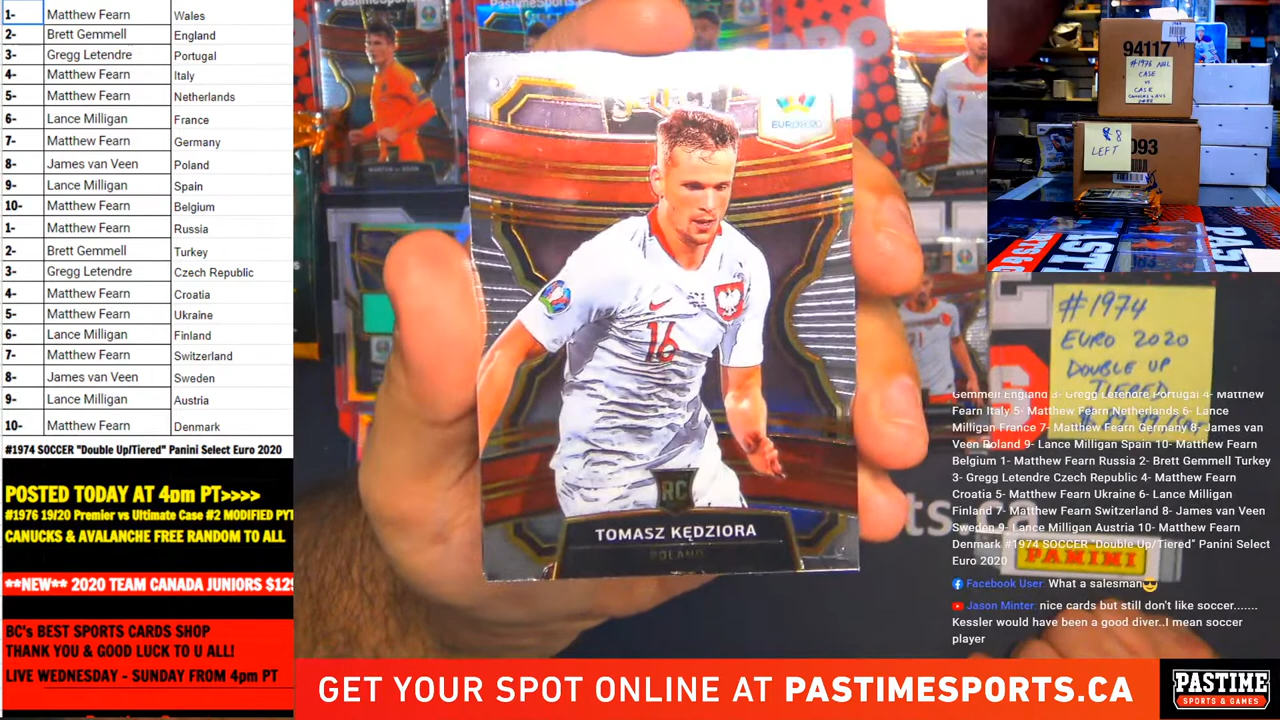 1- Matthew Fearn Wales
2- Brett Gemmell England
3- Gregg Letendre Portugal
4- Matthew Fearn Italy
5- Matthew Fearn Netherlands
6- Lance Milligan France
7- Matthew Fearn Germany
8- James van Veen Poland
9- Lance Milligan Spain
10- Matthew Fearn Belgium
1- Matthew Fearn Russia
2- Brett Gemmell Turkey
3- Gregg Letendre Czech Republic
4- Matthew Fearn Croatia
5- Matthew Fearn Ukraine
6- Lance Milligan Finland
7- Matthew Fearn Switzerland
8- James van Veen Sweden
9- Lance Milligan Austria
10- Matthew Fearn Denmark
#1974 SOCCER "Double Up/Tiered" Panini Select Euro 2020
POSTED TODAY AT 4pm PT>>>>
#1976 19/20 Premier vs Ultimate Case #2 MODIFIED PYT
CANUCKS & AVALANCHE FREE RANDOM TO ALL
**NEW** 2020 TEAM CANADA JUNIORS $129
BC's BEST SPORTS CARDS SHOP
THANK YOU & GOOD LUCK TO U ALL!
LIVE WEDNESDAY - SUNDAY FROM 4pm PT
EURO2020
16
RC
TOMASZ KĘDZIORA
POLAND
94117
#1976 NHL
CASE
vs
CASE
8
LEFT
093
#1974
EURO 2020
DOUBLE UP
TIERED
Gemmell England 3- Gregg Letendre Portugal 4- Matthew
Fearn Italy 5- Matthew Fearn Netherlands 6- Lance
Milligan France 7- Matthew Fearn Germany 8- James van
Veen Poland 9- Lance Milligan Spain 10- Matthew Fearn
Belgium 1- Matthew Fearn Russia 2- Brett Gemmell Turkey
3- Gregg Letendre Czech Republic 4- Matthew Fearn
Croatia 5- Matthew Fearn Ukraine 6- Lance Milligan
Finland 7- Matthew Fearn Switzerland 8- James van Veen
Sweden 9- Lance Milligan Austria 10- Matthew Fearn
Denmark #1974 SOCCER "Double Up/Tiered" Panini Select
Euro 2020
PANINI
Facebook User: What a salesman😎
Jason Minter: nice cards but still don't like soccer.......
Kessler would have been a good diver..I mean soccer
player
GET YOUR SPOT ONLINE AT PASTIMESPORTS.CA
PASTIME
SPORTS & GAMES